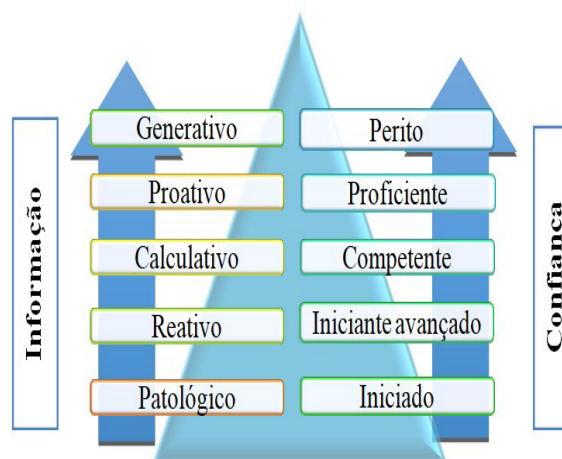 Informação
Generativo
Perito
Proativo
Proficiente
Calculativo
Competente
Reativo
Iniciante avançado
Patológico
Iniciado
Confiança